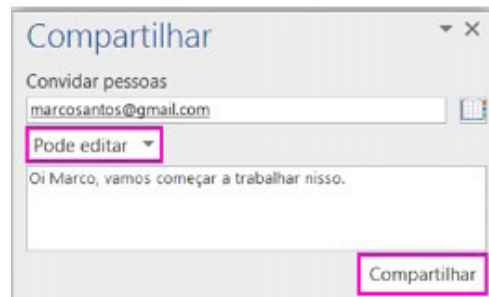 Compartilhar
Convidar pessoas
marcosantos@gmail.com
Pode editar
Oi Marco, vamos começar a trabalhar nisso.
Compartilhar